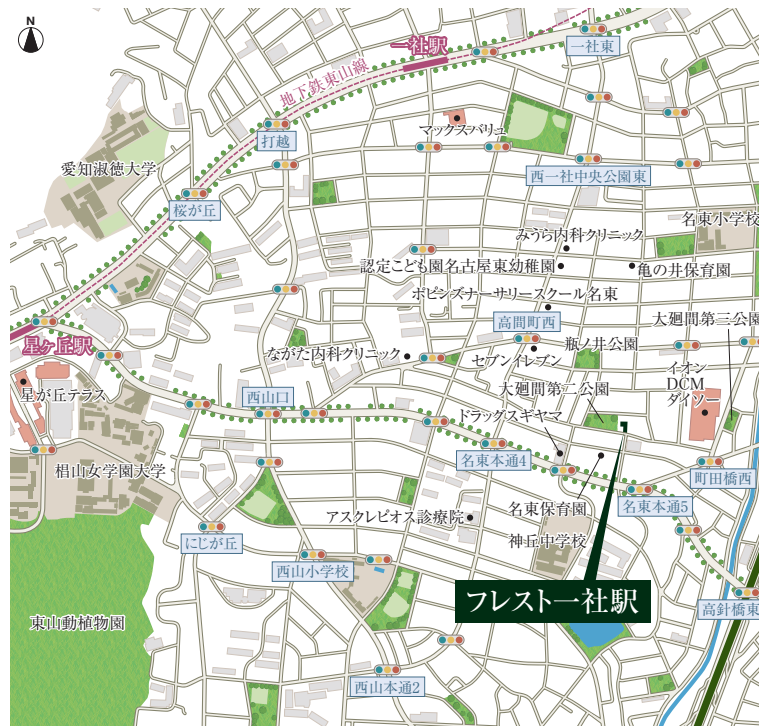 N
一社駅
一社東
地下鉄東山線
マックスバリュ
打越
愛知淑徳大学
西一社中央公園東
桜が丘
名東小学校
みうら内科クリニック
認定こども園名古屋東幼稚園
亀の井保育園
ポピンズナーサリースクール名東
高間町西
大廻間第三公園
星ヶ丘駅
ながた内科クリニック
セブンイレブン
瓶ノ井公園
イオン
DCM
ダイソー
星が丘テラス
西山口
大廻間第二公園
ドラッグスギヤマ
名東本通4
椙山女学園大学
町田橋西
名東保育園
名東本通5
アスクレピオス診療院
にじが丘
神丘中学校
西山小学校
フレスト一社駅
高針橋東
東山動植物園
西山本通2